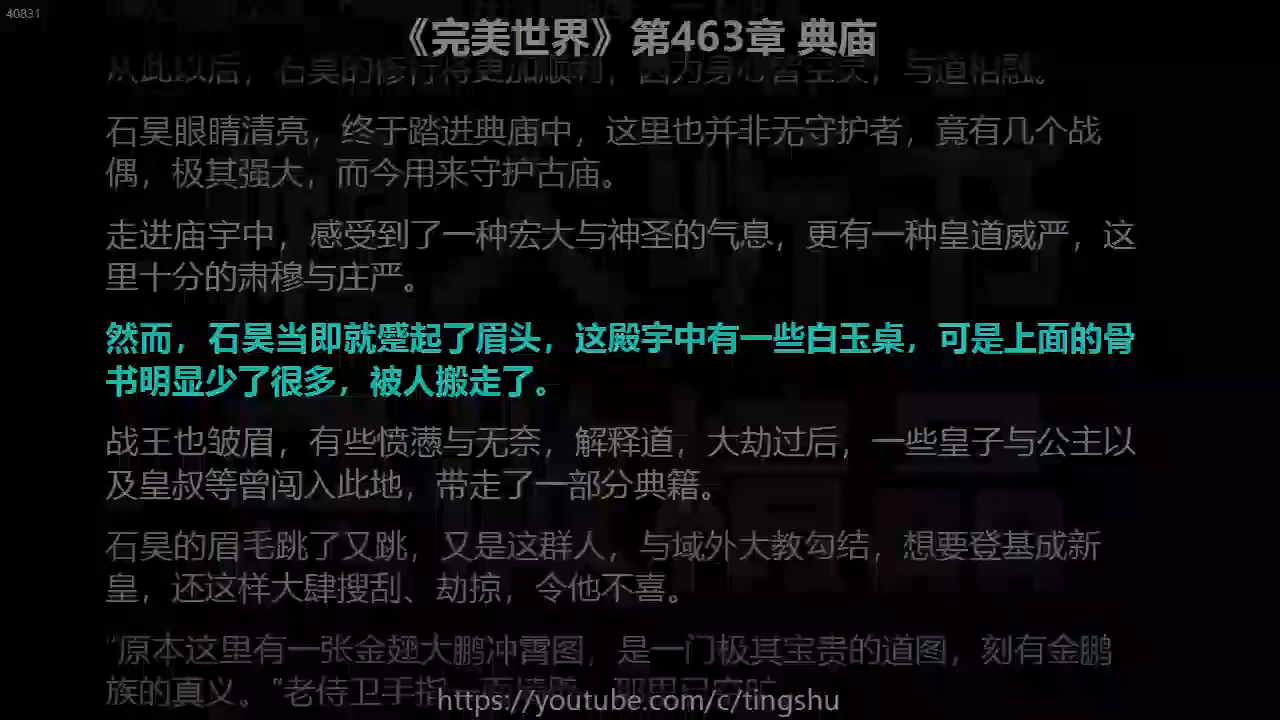 40831
《完美世界》第463章 典庙
从此以后，石昊的修行将更加顺利，因为身心皆空灵，与道相融。
石昊眼睛清亮，终于踏进典庙中，这里也并非无守护者，竟有几个战
偶，极其强大，而今用来守护古庙。
走进庙宇中，感受到了一种宏大与神圣的气息，更有一种皇道威严，这
里十分的肃穆与庄严。
然而，石昊当即就蹙起了眉头，这殿宇中有一些白玉桌，可是上面的骨
书明显少了很多，被人搬走了。
战王也皱眉，有些愤懑与无奈，解释道，大劫过后，一些皇子与公主以
及皇叔等曾闯入此地，带走了一部分典籍。
石昊的眉毛跳了又跳，又是这群人，与域外大教勾结，想要登基成新
皇，还这样大肆搜刮、劫掠，令他不喜。
“原本这里有一张金翅大鹏冲霄图，是一门极其宝贵的道图，刻有金鹏
族的真义。“老侍卫手指一面墙壁，那里已空旷。
https://youtube.com/c/tingshu